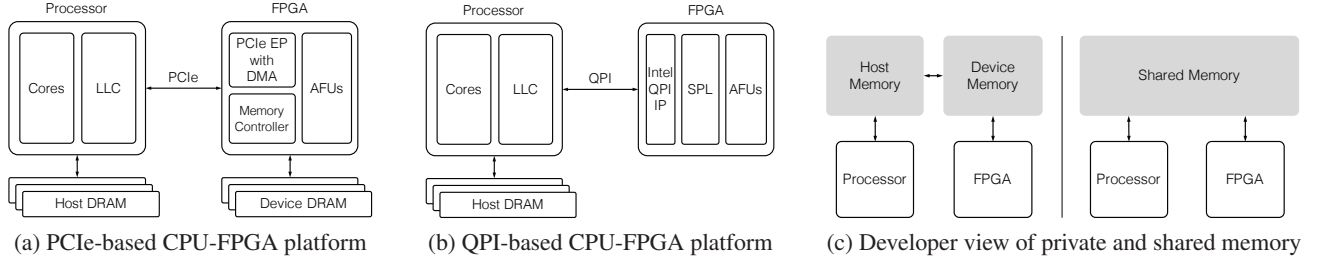 Processor
FPGA
Cores
LLC
PCIe
PCIe EP
with
DMA
Memory
Controller
AFUs
Host DRAM
Device DRAM
(a) PCIe-based CPU-FPGA platform
Processor
FPGA
Cores
LLC
QPI
Intel
QPI
IP
SPL
AFUs
Host DRAM
(b) QPI-based CPU-FPGA platform
Host
Memory
Device
Memory
Shared Memory
Processor
FPGA
Processor
FPGA
(c) Developer view of private and shared memory